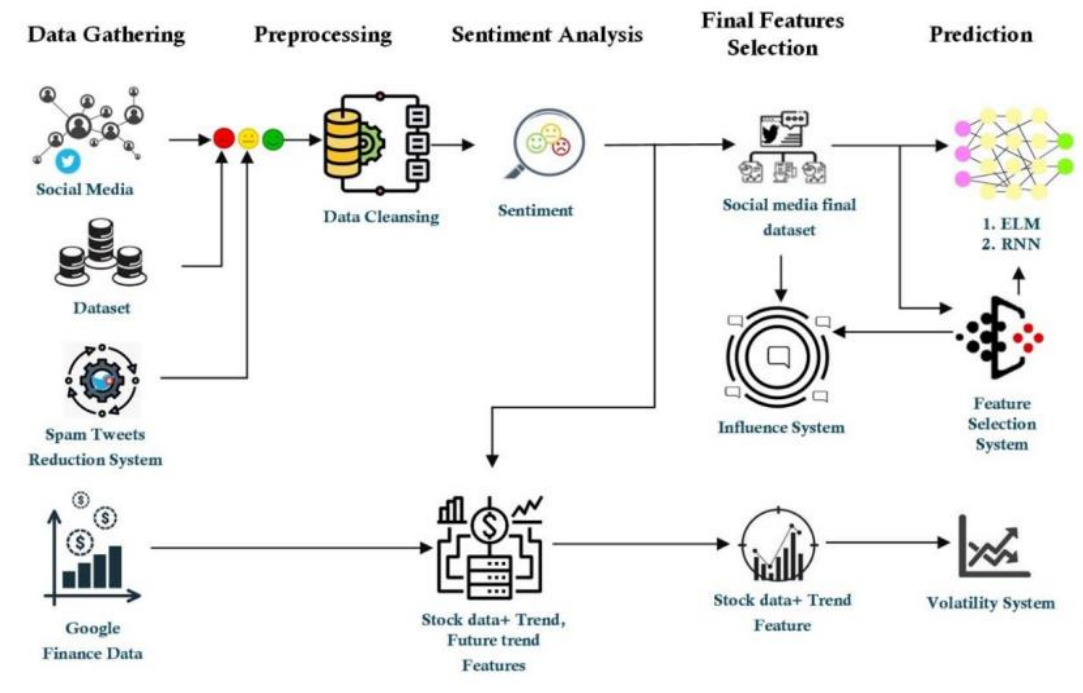 Data Gathering
Preprocessing
Sentiment Analysis
Final Features
Selection
Prediction
Social Media
Data Cleansing
Sentiment
Social media final
dataset
1. ELM
2. RNN
Dataset
Spam Tweets
Reduction System
Influence System
Feature
Selection
System
Google
Finance Data
Stock data+ Trend,
Future trend
Features
Stock data+ Trend
Feature
Volatility System